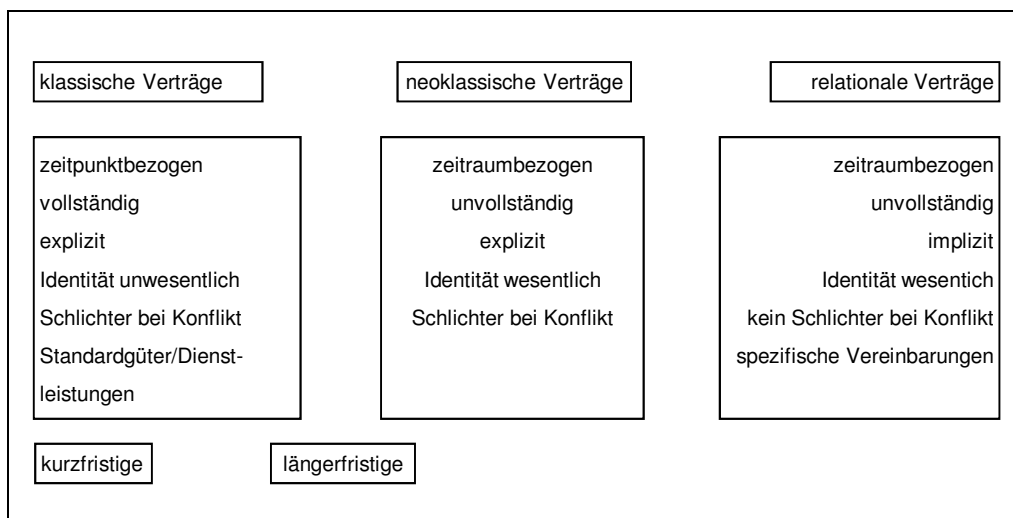 klassische Verträge
neoklassische Verträge
relationale Verträge
zeitpunktbezogen
vollständig
explizit
Identität unwesentlich
Schlichter bei Konflikt
Standardgüter/Dienst-
leistungen
zeitraumbezogen
unvollständig
explizit
Identität wesentlich
Schlichter bei Konflikt
zeitraumbezogen
unvollständig
implizit
Identität wesentich
kein Schlichter bei Konflikt
spezifische Vereinbarungen
kurzfristige
längerfristige